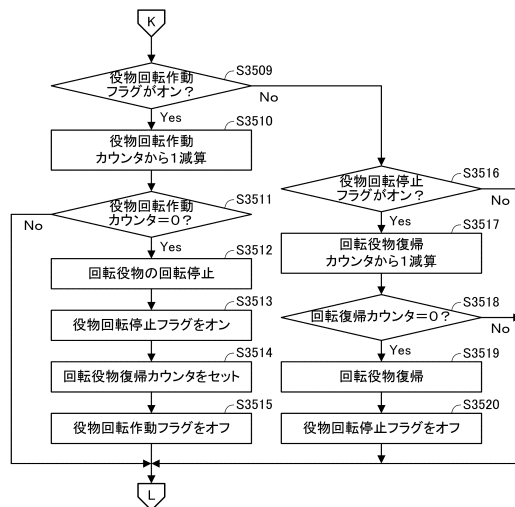 K
役物回転作動
フラグがオン？
S3509
No
Yes
S3510
役物回転作動
カウンタから1減算
役物回転作動
カウンタ＝0？
S3511
No
Yes
S3512
回転役物の回転停止
S3513
役物回転停止フラグをオン
S3514
回転役物復帰カウンタをセット
S3515
役物回転作動フラグをオフ
役物回転停止
フラグがオン？
S3516
No
Yes
S3517
回転役物復帰
カウンタから1減算
回転復帰カウンタ＝0？
S3518
No
Yes
S3519
回転役物復帰
S3520
役物回転停止フラグをオフ
L